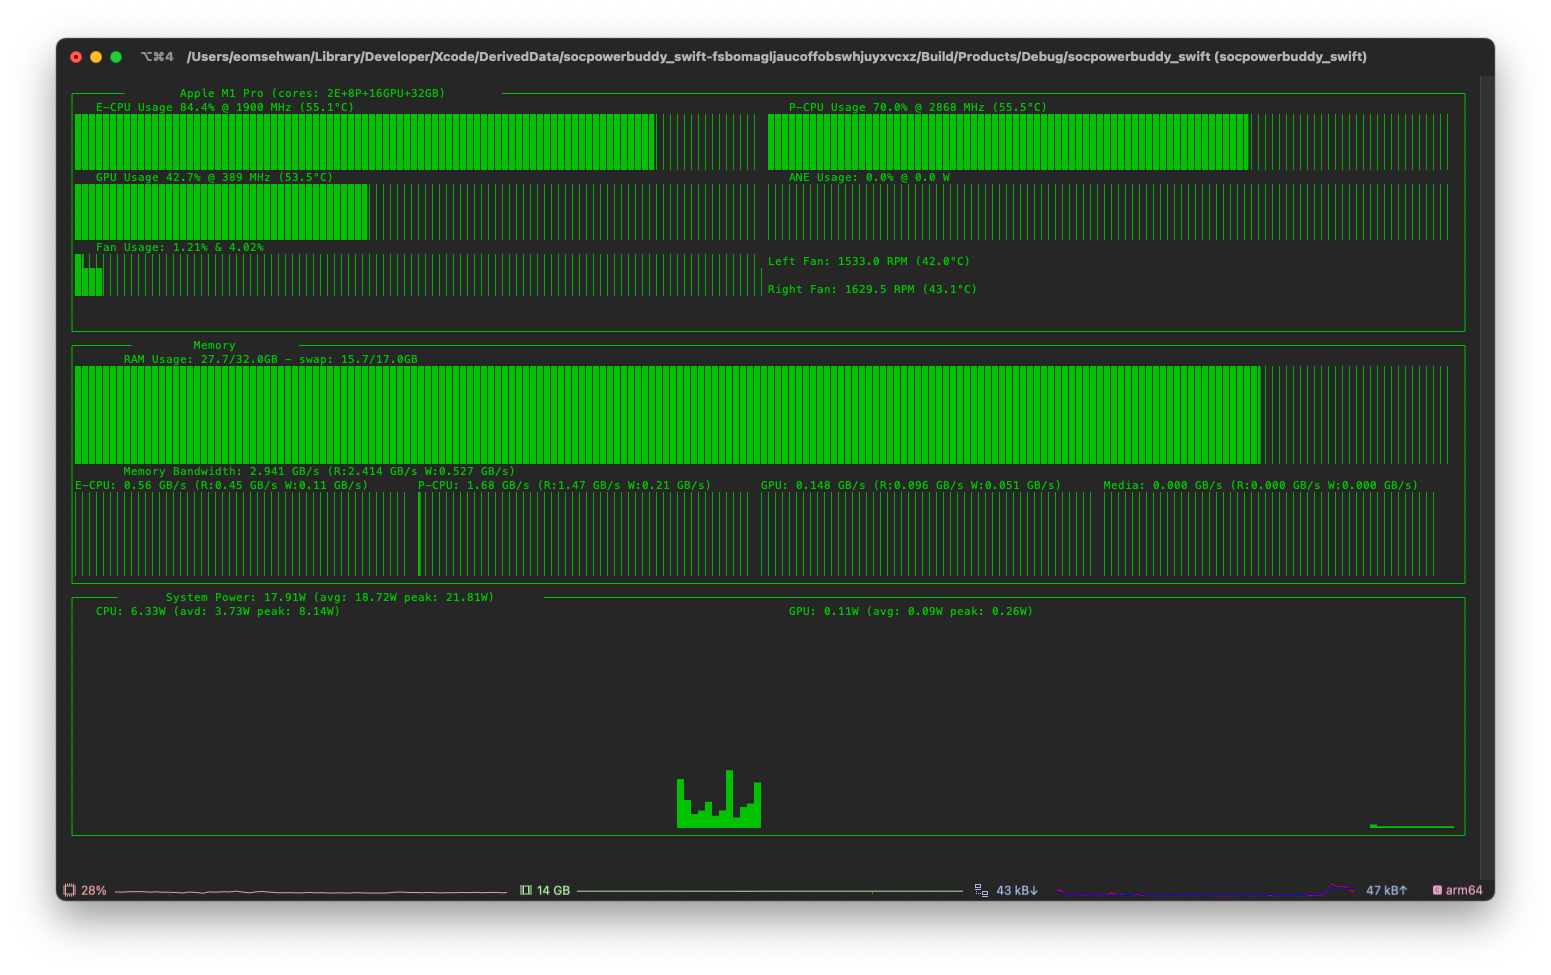 ⌥⌘4 /Users/eomsehwan/Library/Developer/Xcode/DerivedData/socpowerbuddy_swift-fsbomagljaucoffobswhjuyxvcxz/Build/Products/Debug/socpowerbuddy_swift (socpowerbuddy_swift)
Apple M1 Pro (cores: 2E+8P+16GPU+32GB)
E-CPU Usage 84.4% @ 1900 MHz (55.1°C)
P-CPU Usage 70.0% @ 2868 MHz (55.5°C)
GPU Usage 42.7% @ 389 MHz (53.5°C)
ANE Usage: 0.0% @ 0.0 W
Fan Usage: 1.21% & 4.02%
Left Fan: 1533.0 RPM (42.0°C)
Right Fan: 1629.5 RPM (43.1°C)
Memory
RAM Usage: 27.7/32.0GB - swap: 15.7/17.0GB
Memory Bandwidth: 2.941 GB/s (R:2.414 GB/s W:0.527 GB/s)
E-CPU: 0.56 GB/s (R:0.45 GB/s W:0.11 GB/s)
P-CPU: 1.68 GB/s (R:1.47 GB/s W:0.21 GB/s)
GPU: 0.148 GB/s (R:0.096 GB/s W:0.051 GB/s)
Media: 0.000 GB/s (R:0.000 GB/s W:0.000 GB/s)
System Power: 17.91W (avg: 18.72W peak: 21.81W)
CPU: 6.33W (avd: 3.73W peak: 8.14W)
GPU: 0.11W (avg: 0.09W peak: 0.26W)
28%
14 GB
43 kB↓
47 kB↑
arm64